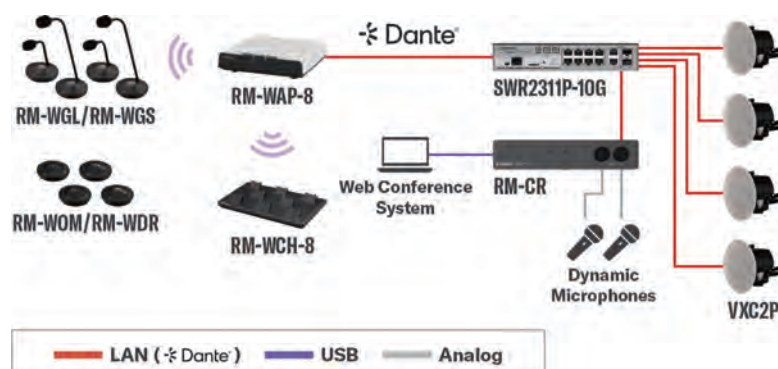 Dante®
RM-WGL/RM-WGS
RM-WAP-8
SWR2311P-10G
RM-WOM/RM-WDR
RM-WCH-8
Web Conference
System
RM-CR
Dynamic
Microphones
VXC2P
LAN ( Dante® )
USB
Analog